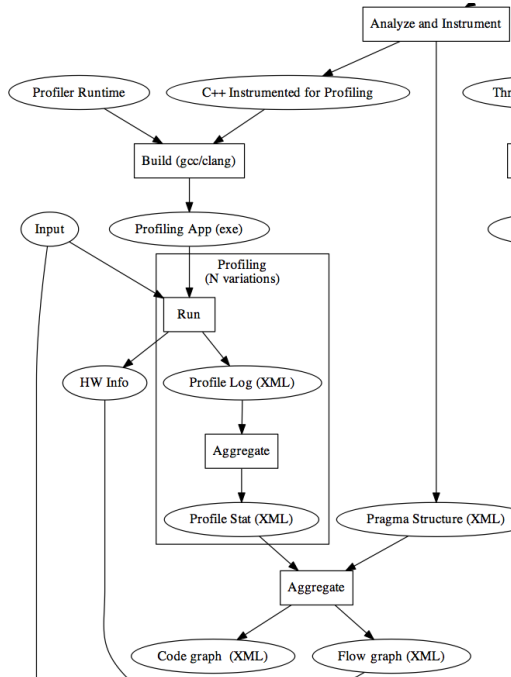 Analyze and Instrument
Profiler Runtime
C++ Instrumented for Profiling
Build (gcc/clang)
Input
Profiling App (exe)
Profiling
(N variations)
Run
HW Info
Profile Log (XML)
Aggregate
Profile Stat (XML)
Pragma Structure (XML)
Aggregate
Code graph (XML)
Flow graph (XML)